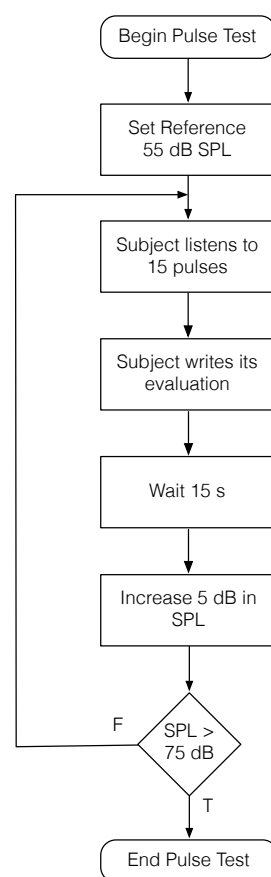 Begin Pulse Test
Set Reference
55 dB SPL
Subject listens to
15 pulses
Subject writes its
evaluation
Wait 15 s
Increase 5 dB in
SPL
F
SPL >
75 dB
T
End Pulse Test